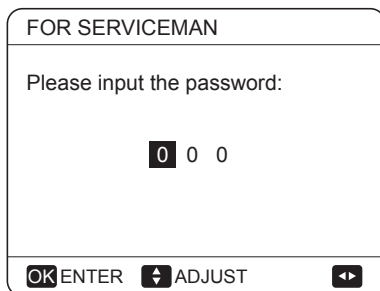 FOR SERVICEMAN
Please input the password:
0 0 0
OK ENTER ADJUST